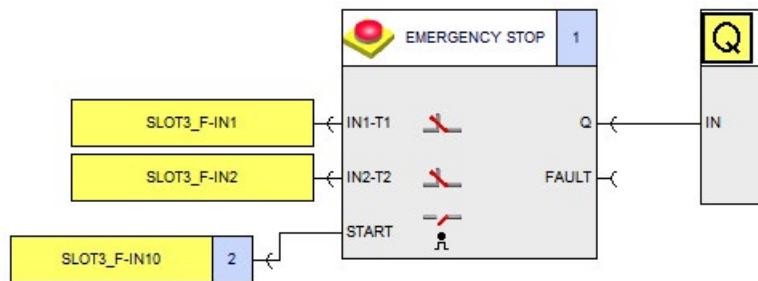 EMERGENCY STOP 1
Q
SLOT3_F-IN1 IN1-T1 Q IN
SLOT3_F-IN2 IN2-T2 FAULT
START
SLOT3_F-IN10 2